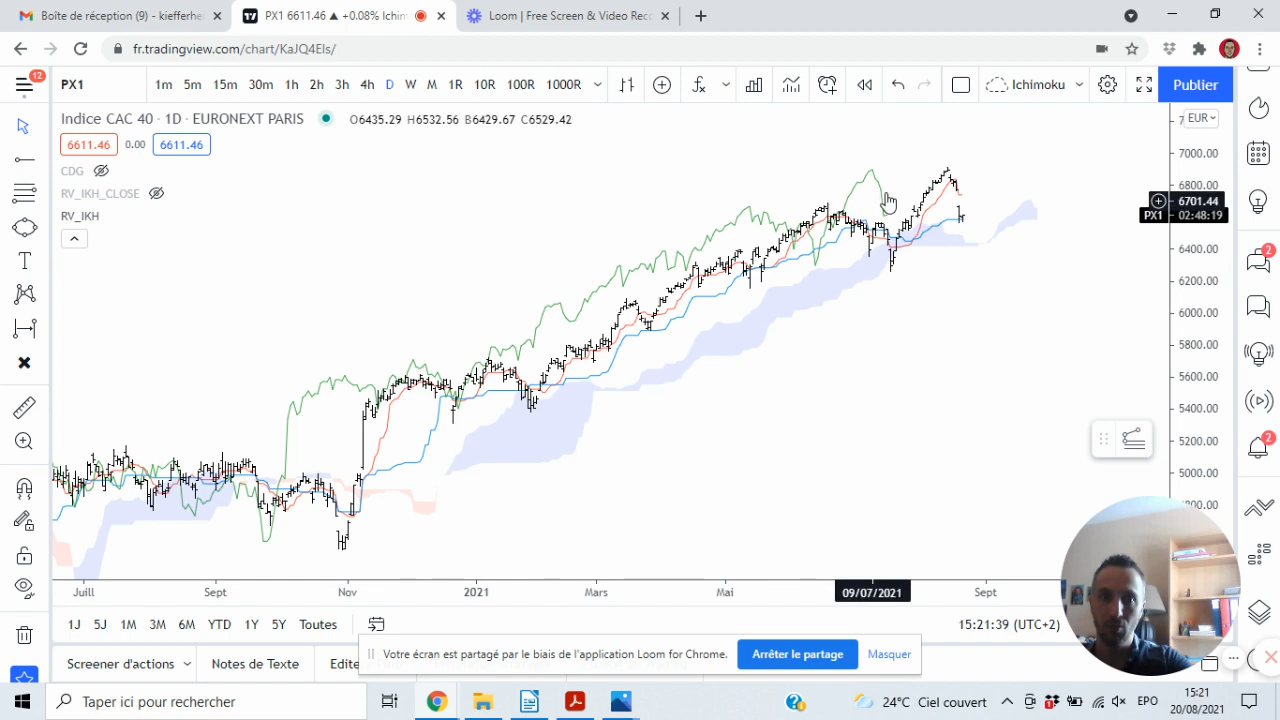 Boîte de réception (9) - kiefferhe
PX1 6611.46 ▲ +0.08% Ichim
Loom | Free Screen & Video Rec
fr.tradingview.com/chart/KaJQ4EIs/
12
PX1
1m 5m 15m 30m 1h 2h 3h 4h D W M 1R 10R 100R 1000R
Ichimoku
Publier
Indice CAC 40 · 1D · EURONEXT PARIS
O6435.29 H6532.56 B6429.67 C6529.42
EUR
6611.46 0.00 6611.46
CDG
RV_IKH_CLOSE
RV_IKH
7000.00
6800.00
6701.44
PX1 02:48:19
6400.00
6200.00
6000.00
5800.00
5600.00
5400.00
5200.00
5000.00
2
2
Juill Sept Nov 2021 Mars Mai 09/07/2021 Sept
1J 5J 1M 3M 6M YTD 1Y 5Y Toutes
15:21:39 (UTC+2)
Screener d'actions
Notes de Texte
Votre écran est partagé par le biais de l'application Loom for Chrome.
Arrêter le partage
Masquer
Taper ici pour rechercher
24°C Ciel couvert
EPO
15:21
20/08/2021